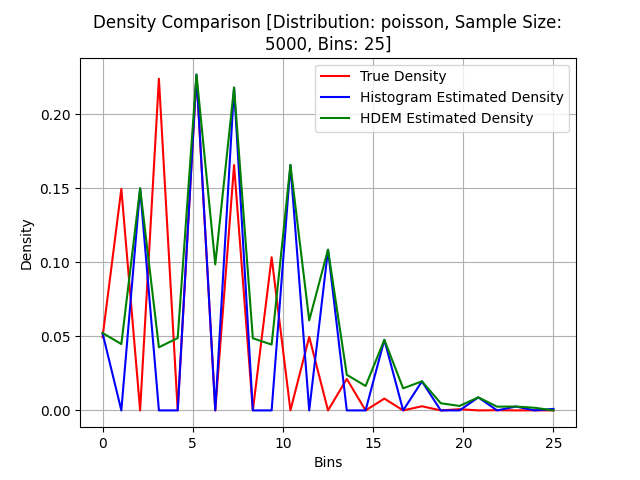 Density Comparison [Distribution: poisson, Sample Size:
5000, Bins: 25]
True Density
Histogram Estimated Density
HDEM Estimated Density
Density
0.20
0.15
0.10
0.05
0.00
0 5 10 15 20 25
Bins